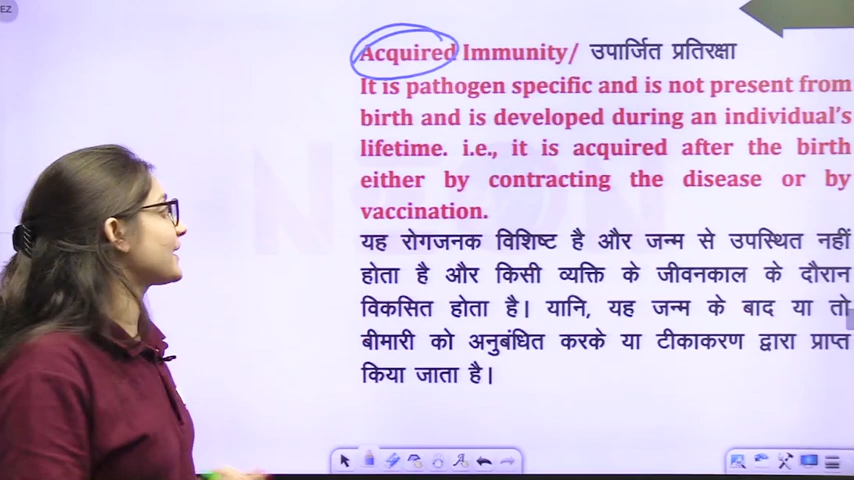 EZ
Acquired Immunity/ उपार्जित प्रतिरक्षा
It is pathogen specific and is not present from
birth and is developed during an individual's
lifetime. i.e., it is acquired after the birth
either by contracting the disease or by
vaccination.
यह रोगजनक विशिष्ट है और जन्म से उपस्थित नहीं
होता है और किसी व्यक्ति के जीवनकाल के दौरान
विकसित होता है। यानि, यह जन्म के बाद या तो
बीमारी को अनुबंधित करके या टीकाकरण द्वारा प्राप्त
किया जाता है।